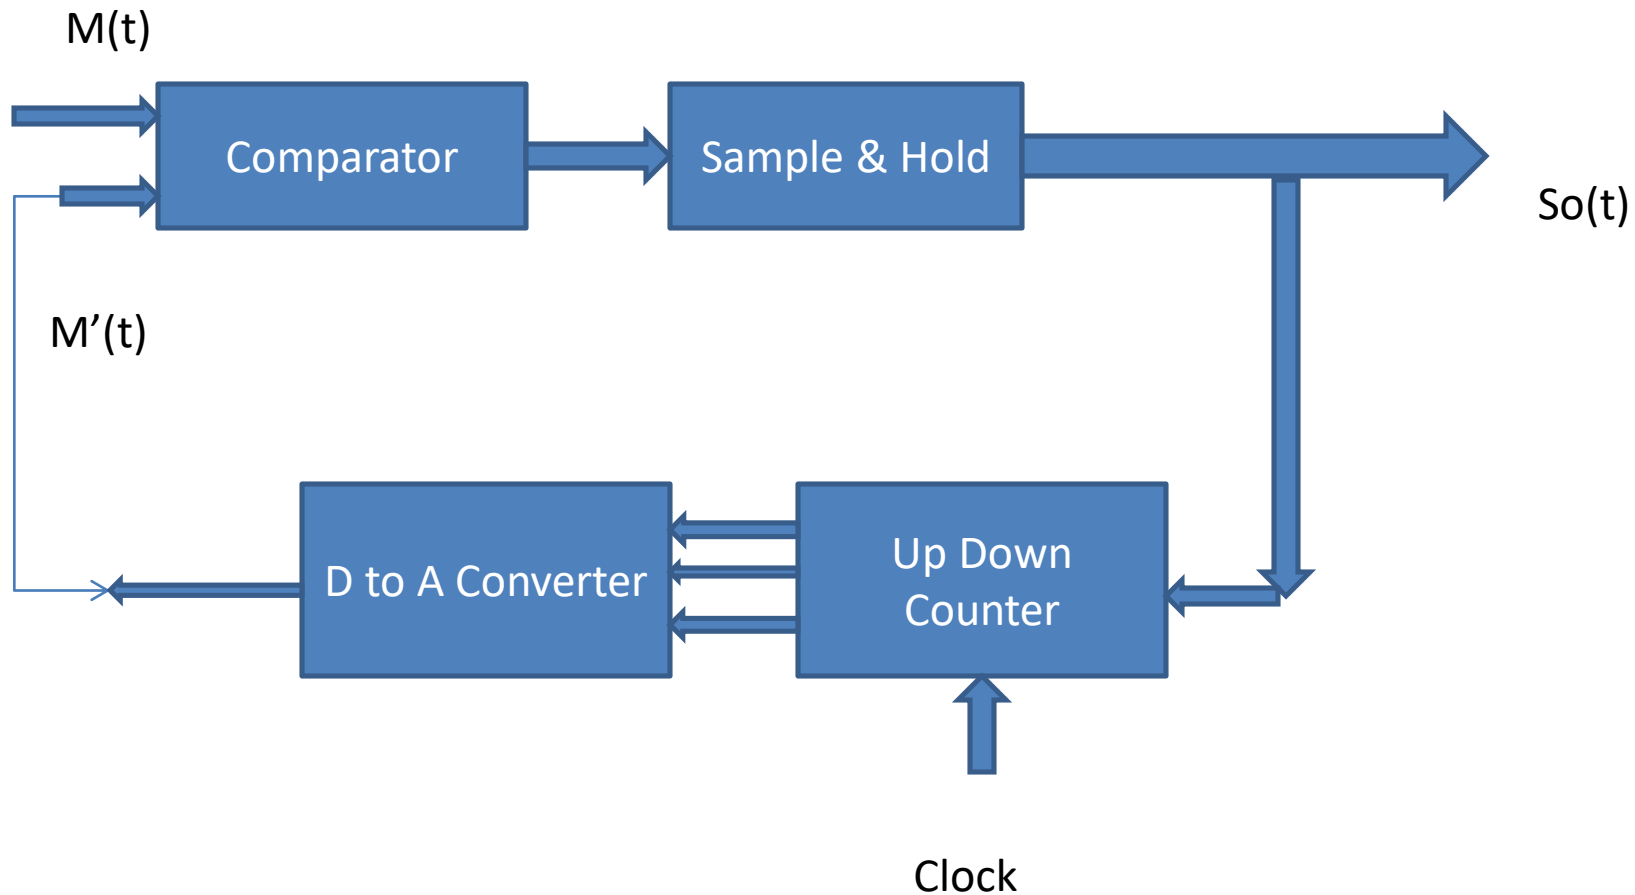 M(t)
Comparator
Sample & Hold
So(t)
M’(t)
D to A Converter
Up Down
Counter
Clock